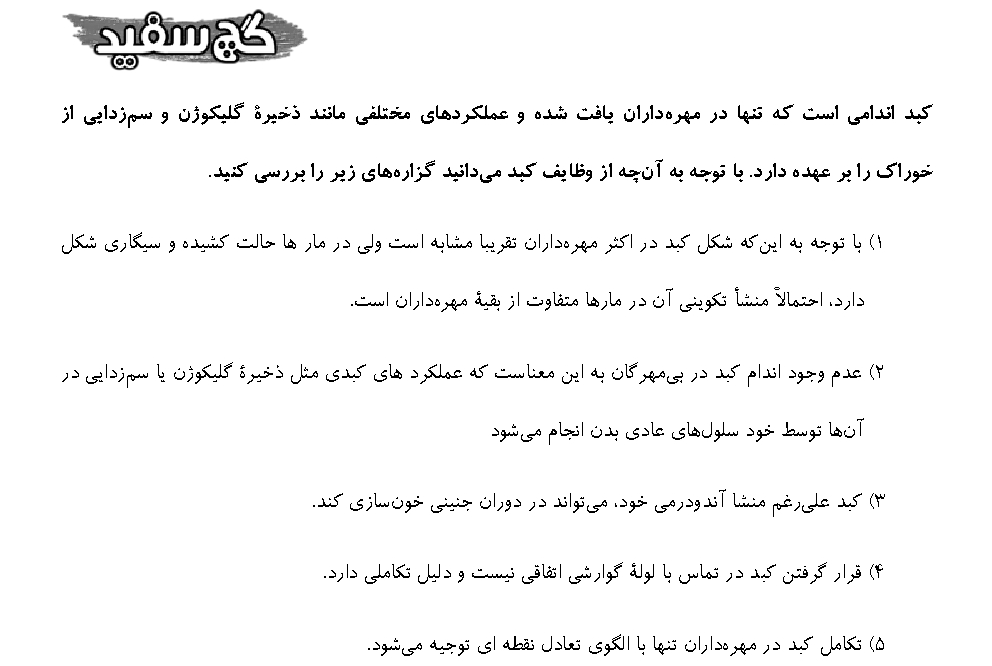 گچ سفید
کبد اندامی است که تنها در مهره‌داران یافت شده و عملکردهای مختلفی مانند ذخیرهٔ گلیکوژن و سم‌زدایی از
خوراک را بر عهده دارد. با توجه به آن‌چه از وظایف کبد می‌دانید گزاره‌های زیر را بررسی کنید.
۱) با توجه به این‌که شکل کبد در اکثر مهره‌داران تقریبا مشابه است ولی در مار ها حالت کشیده و سیگاری شکل
دارد، احتمالاً منشأ تکوینی آن در مارها متفاوت از بقیهٔ مهره‌داران است.
۲) عدم وجود اندام کبد در بی‌مهرگان به این معناست که عملکرد های کبدی مثل ذخیرهٔ گلیکوژن یا سم‌زدایی در
آن‌ها توسط خود سلول‌های عادی بدن انجام می‌شود
۳) کبد علی‌رغم منشا آندودرمی خود، می‌تواند در دوران جنینی خون‌سازی کند.
۴) قرار گرفتن کبد در تماس با لولهٔ گوارشی اتفاقی نیست و دلیل تکاملی دارد.
۵) تکامل کبد در مهره‌داران تنها با الگوی تعادل نقطه ای توجیه می‌شود.